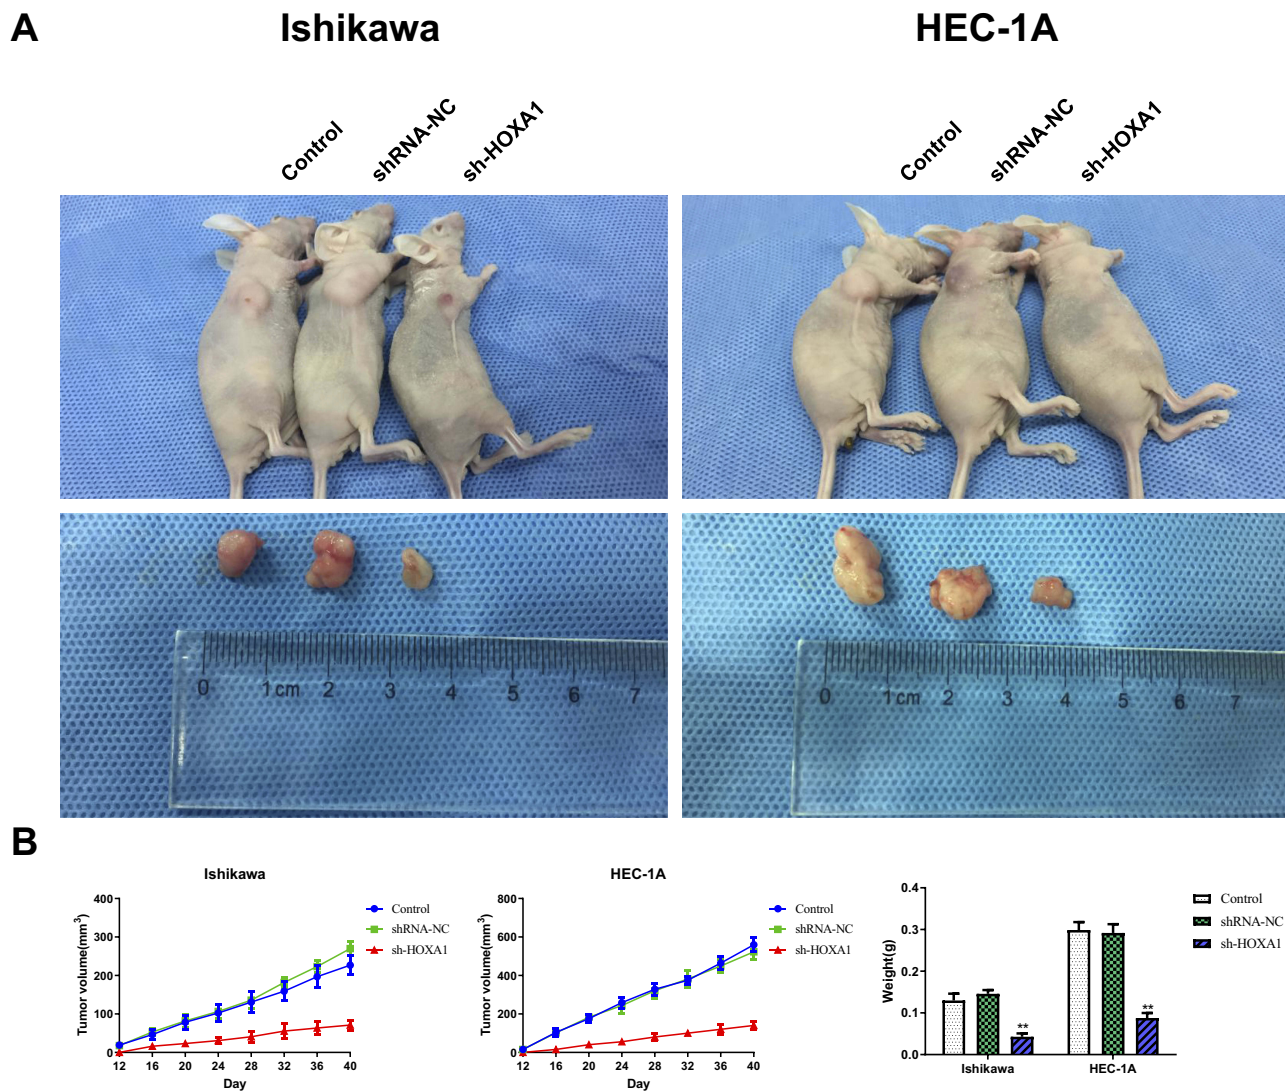 A
Ishikawa
HEC-1A
Control
shRNA-NC
sh-HOXA1
Control
shRNA-NC
sh-HOXA1
0 1 cm 2 3 4 5 6 7
0 1 cm 2 3 4 5 6 7
B
Ishikawa
Tumor volume(mm³)
400
300
200
100
0
12 16 20 24 28 32 36 40
Day
Control
shRNA-NC
sh-HOXA1
HEC-1A
Tumor volume(mm³)
800
600
400
200
0
12 16 20 24 28 32 36 40
Day
Control
shRNA-NC
sh-HOXA1
Weight(g)
0.4
0.3
0.2
0.1
0.0
**
**
Ishikawa HEC-1A
Control
shRNA-NC
sh-HOXA1